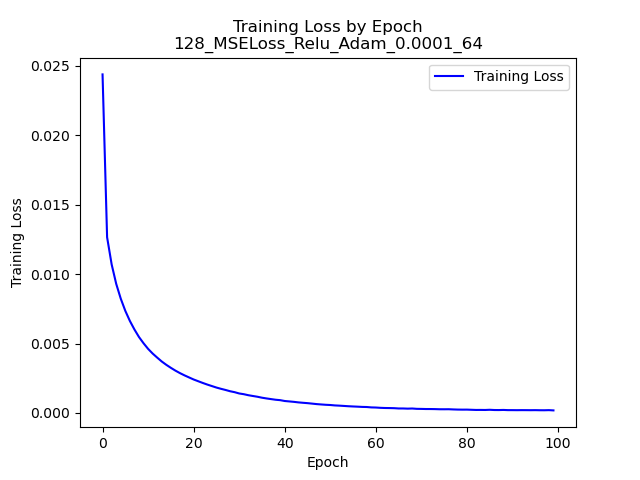 Training Loss by Epoch
128_MSELoss_Relu_Adam_0.0001_64
Training Loss
0.025
0.020
0.015
0.010
0.005
0.000
Training Loss
0 20 40 60 80 100
Epoch